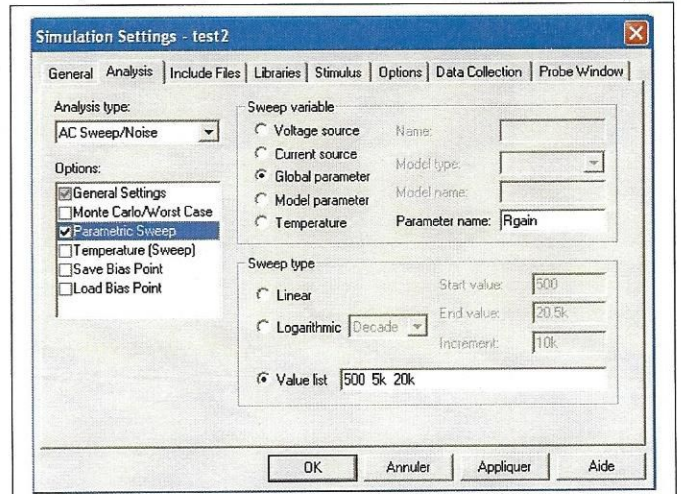 Simulation Settings - test2
General Analysis Include Files Libraries Stimulus Options Data Collection Probe Window
Analysis type:
AC Sweep/Noise
Options:
General Settings
Monte Carlo/Worst Case
Parametric Sweep
Temperature (Sweep)
Save Bias Point
Load Bias Point
Sweep variable
Voltage source
Current source
Global parameter
Model parameter
Temperature
Name:
Model type:
Model name:
Parameter name: Rgain
Sweep type
Linear
Logarithmic Decade
Start value: 500
End value: 20.5k
Increment: 10k
Value list 500 5k 20k
OK Annuler Appliquer Aide